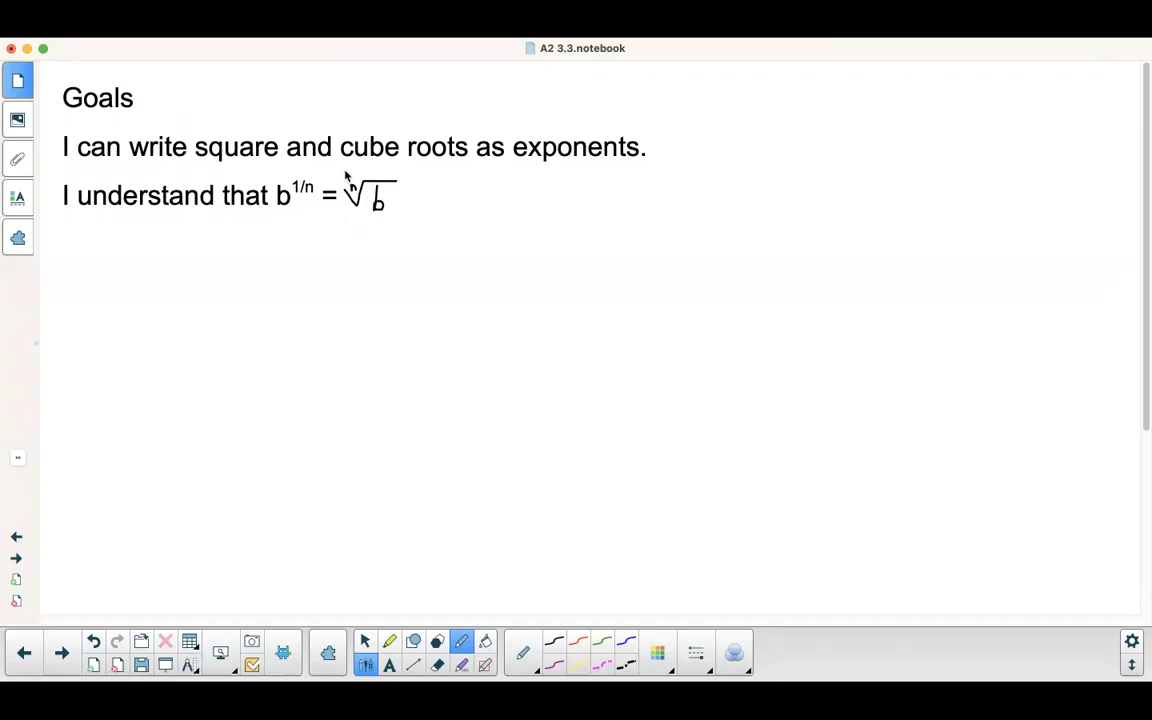 A2 3.3.notebook
Goals
I can write square and cube roots as exponents.
I understand that b^1/n = ⁿ√b